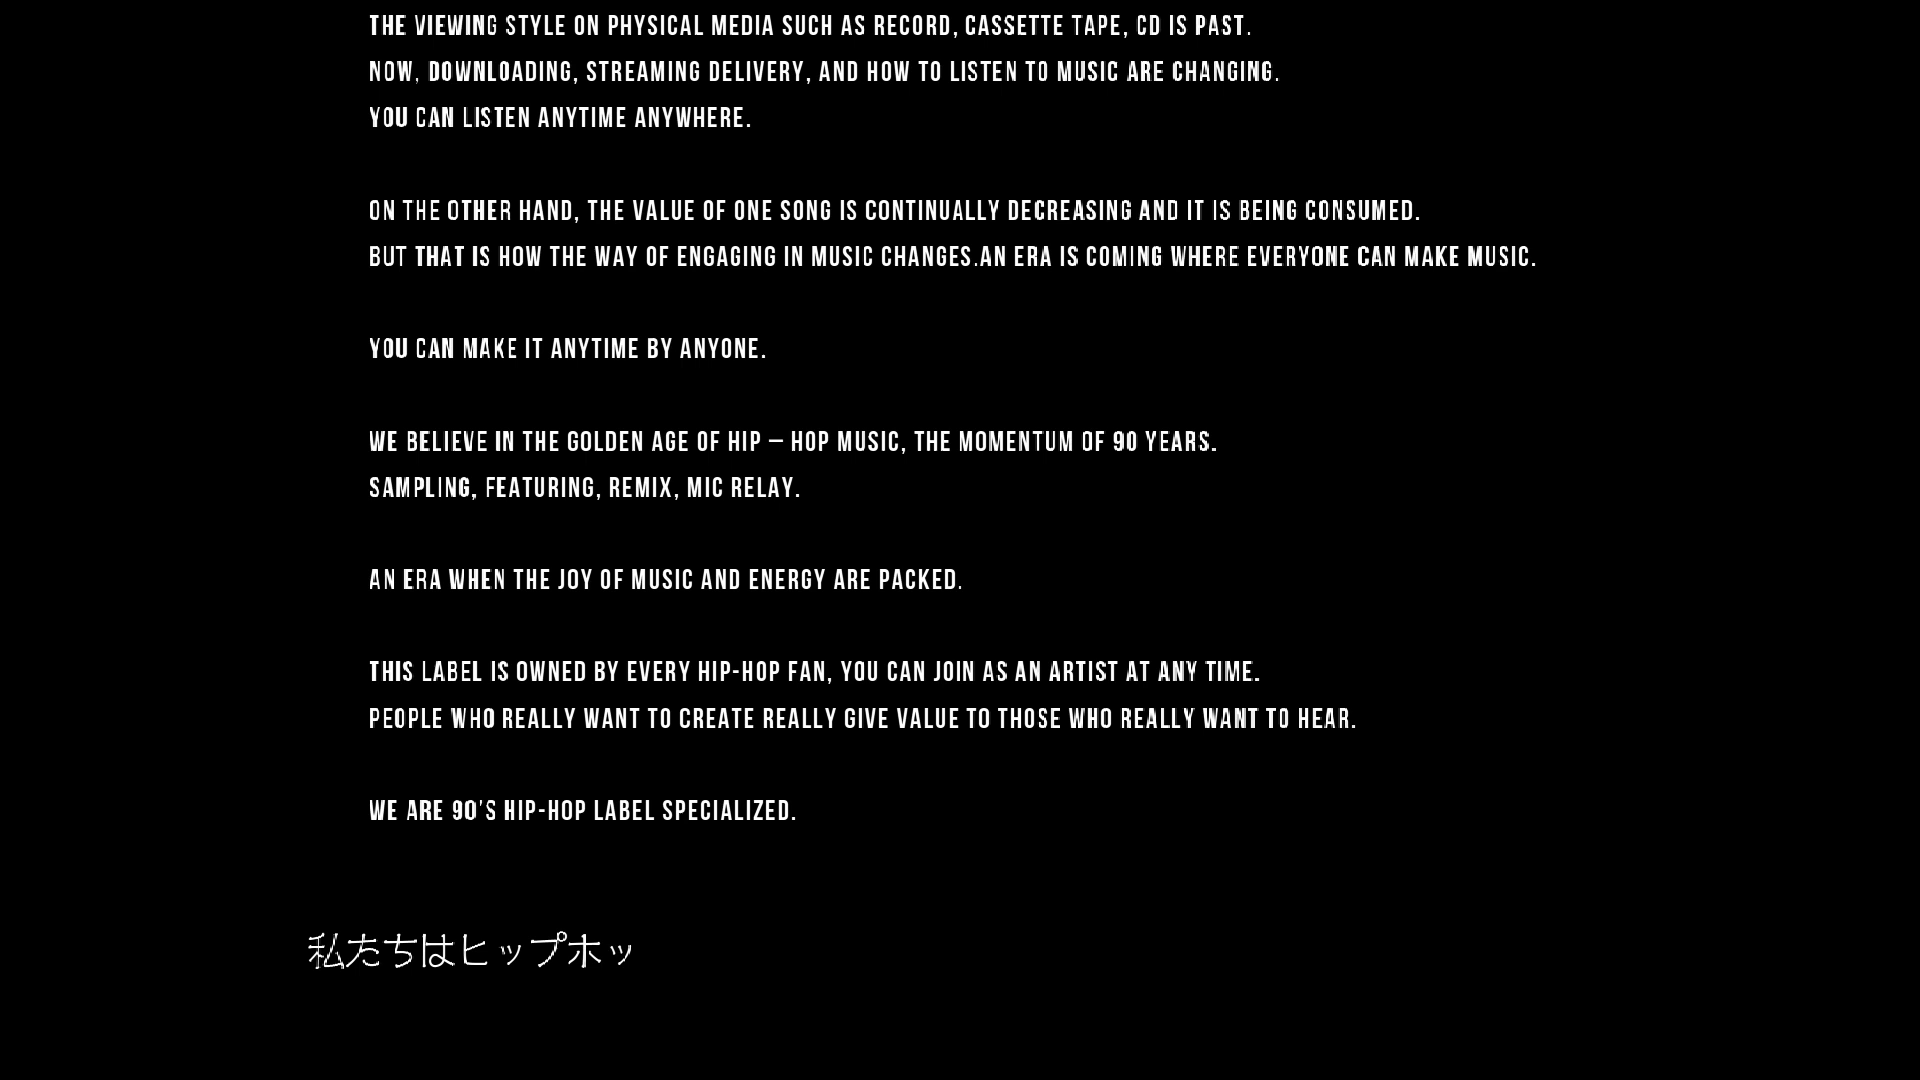 THE VIEWING STYLE ON PHYSICAL MEDIA SUCH AS RECORD, CASSETTE TAPE, CD IS PAST.
NOW, DOWNLOADING, STREAMING DELIVERY, AND HOW TO LISTEN TO MUSIC ARE CHANGING.
YOU CAN LISTEN ANYTIME ANYWHERE.
ON THE OTHER HAND, THE VALUE OF ONE SONG IS CONTINUALLY DECREASING AND IT IS BEING CONSUMED.
BUT THAT IS HOW THE WAY OF ENGAGING IN MUSIC CHANGES.AN ERA IS COMING WHERE EVERYONE CAN MAKE MUSIC.
YOU CAN MAKE IT ANYTIME BY ANYONE.
WE BELIEVE IN THE GOLDEN AGE OF HIP – HOP MUSIC, THE MOMENTUM OF 90 YEARS.
SAMPLING, FEATURING, REMIX, MIC RELAY.
AN ERA WHEN THE JOY OF MUSIC AND ENERGY ARE PACKED.
THIS LABEL IS OWNED BY EVERY HIP-HOP FAN, YOU CAN JOIN AS AN ARTIST AT ANY TIME.
PEOPLE WHO REALLY WANT TO CREATE REALLY GIVE VALUE TO THOSE WHO REALLY WANT TO HEAR.
WE ARE 90'S HIP-HOP LABEL SPECIALIZED.
私たちはヒップホッ